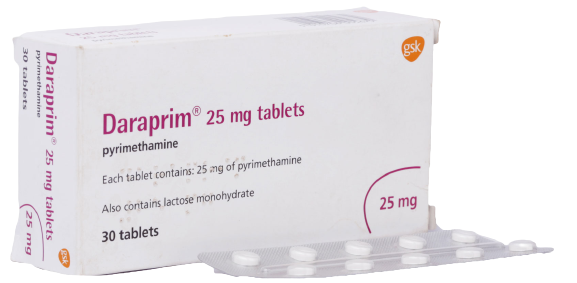 gsk
Daraprim® 25 mg tablets
pyrimethamine
Each tablet contains: 25 mg of pyrimethamine
Also contains lactose monohydrate
30 tablets
25 mg
Daraprim® 25 mg tablets
pyrimethamine
30 tablets
25 mg
gsk